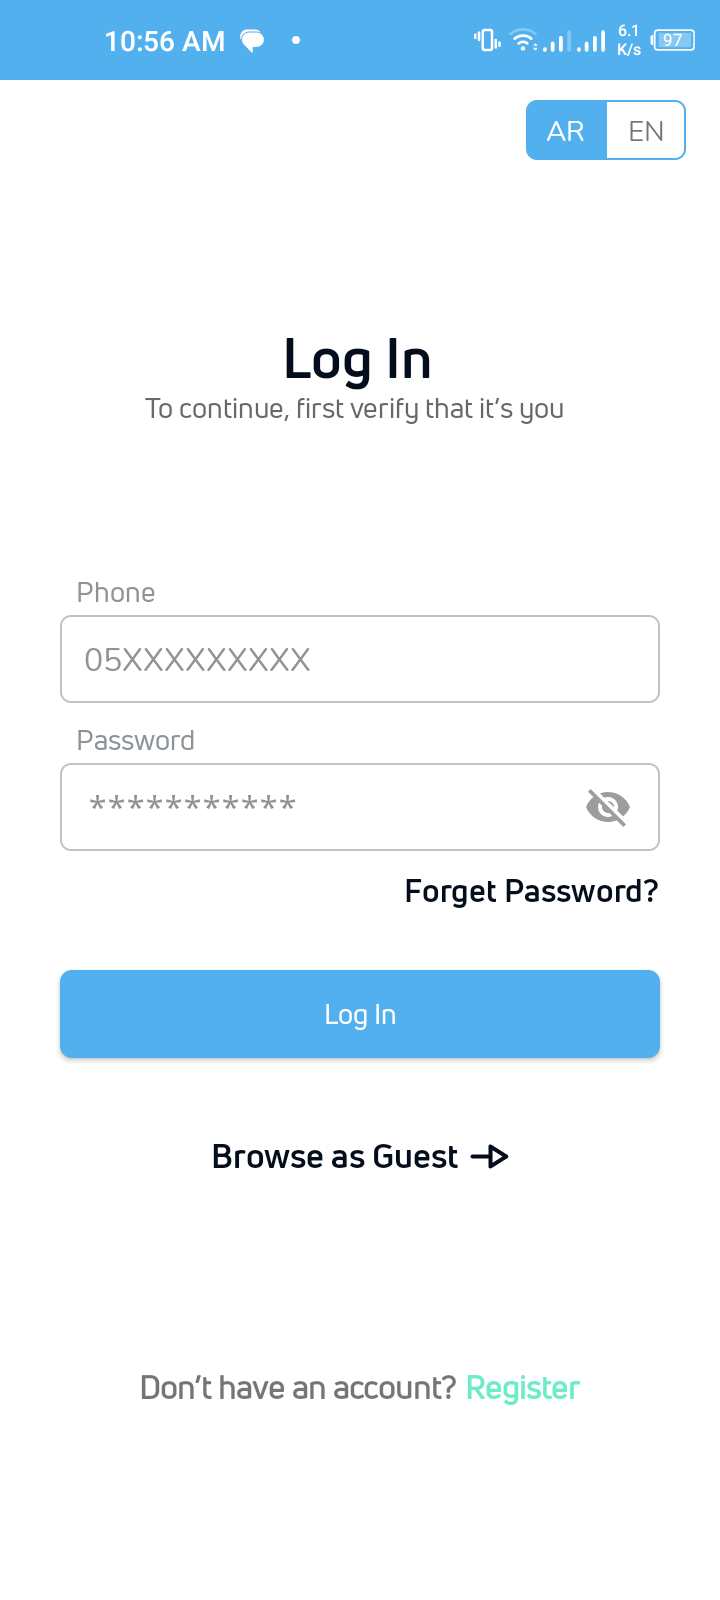 10:56 AM
6.1
K/s
97
AR EN
Log In
To continue, first verify that it's you
Phone
05XXXXXXXXX
Password
***********
Forget Password?
Log In
Browse as Guest
Don't have an account? Register